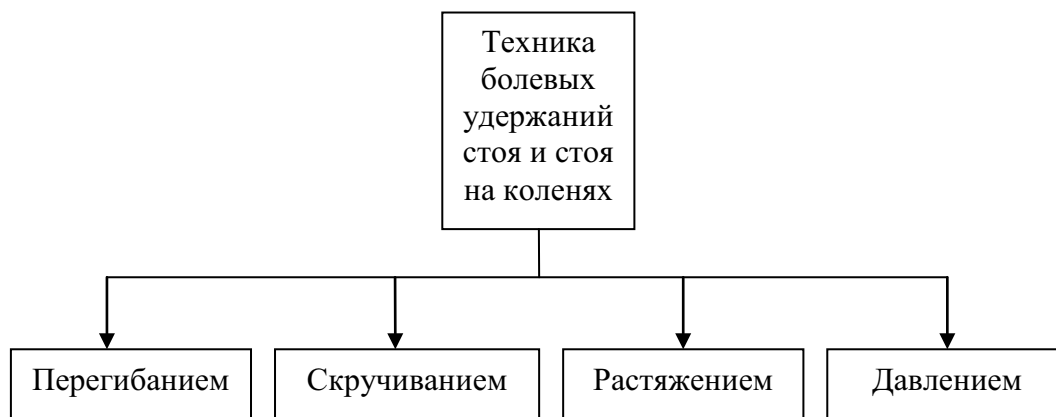 Техника
болевых
удержаний
стоя и стоя
на коленях
Перегибанием
Скручиванием
Растяжением
Давлением